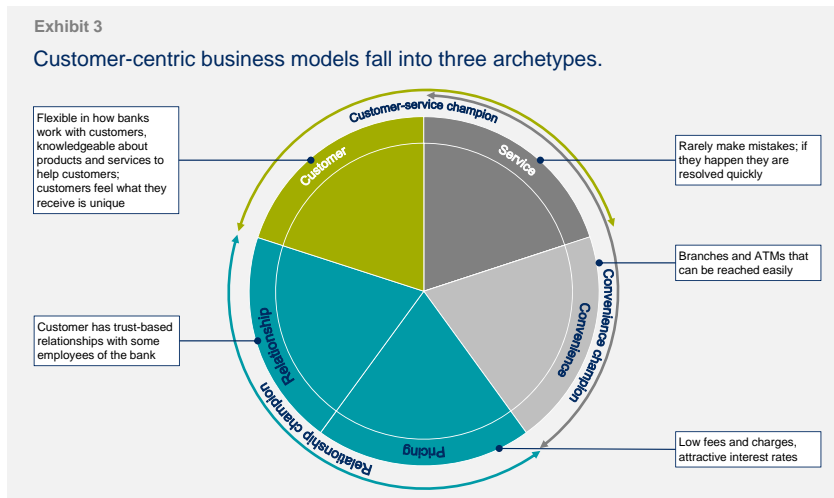 Exhibit 3
Customer-centric business models fall into three archetypes.
Flexible in how banks
work with customers,
knowledgeable about
products and services to
help customers;
customers feel what they
receive is unique
Customer-service champion
Customer
Service
Rarely make mistakes; if
they happen they are
resolved quickly
Branches and ATMs that
can be reached easily
Convenience champion
Convenience
Customer has trust-based
relationships with some
employees of the bank
Relationship
Relationship champion
Pricing
Low fees and charges,
attractive interest rates